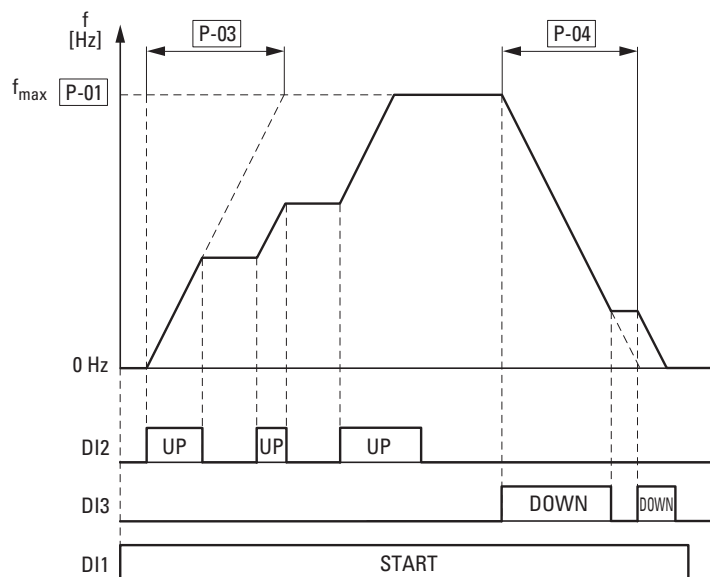 f
[Hz]
P-03
P-04
fmax P-01
0 Hz
DI2
UP
UP
UP
DI3
DOWN
DOWN
DI1
START